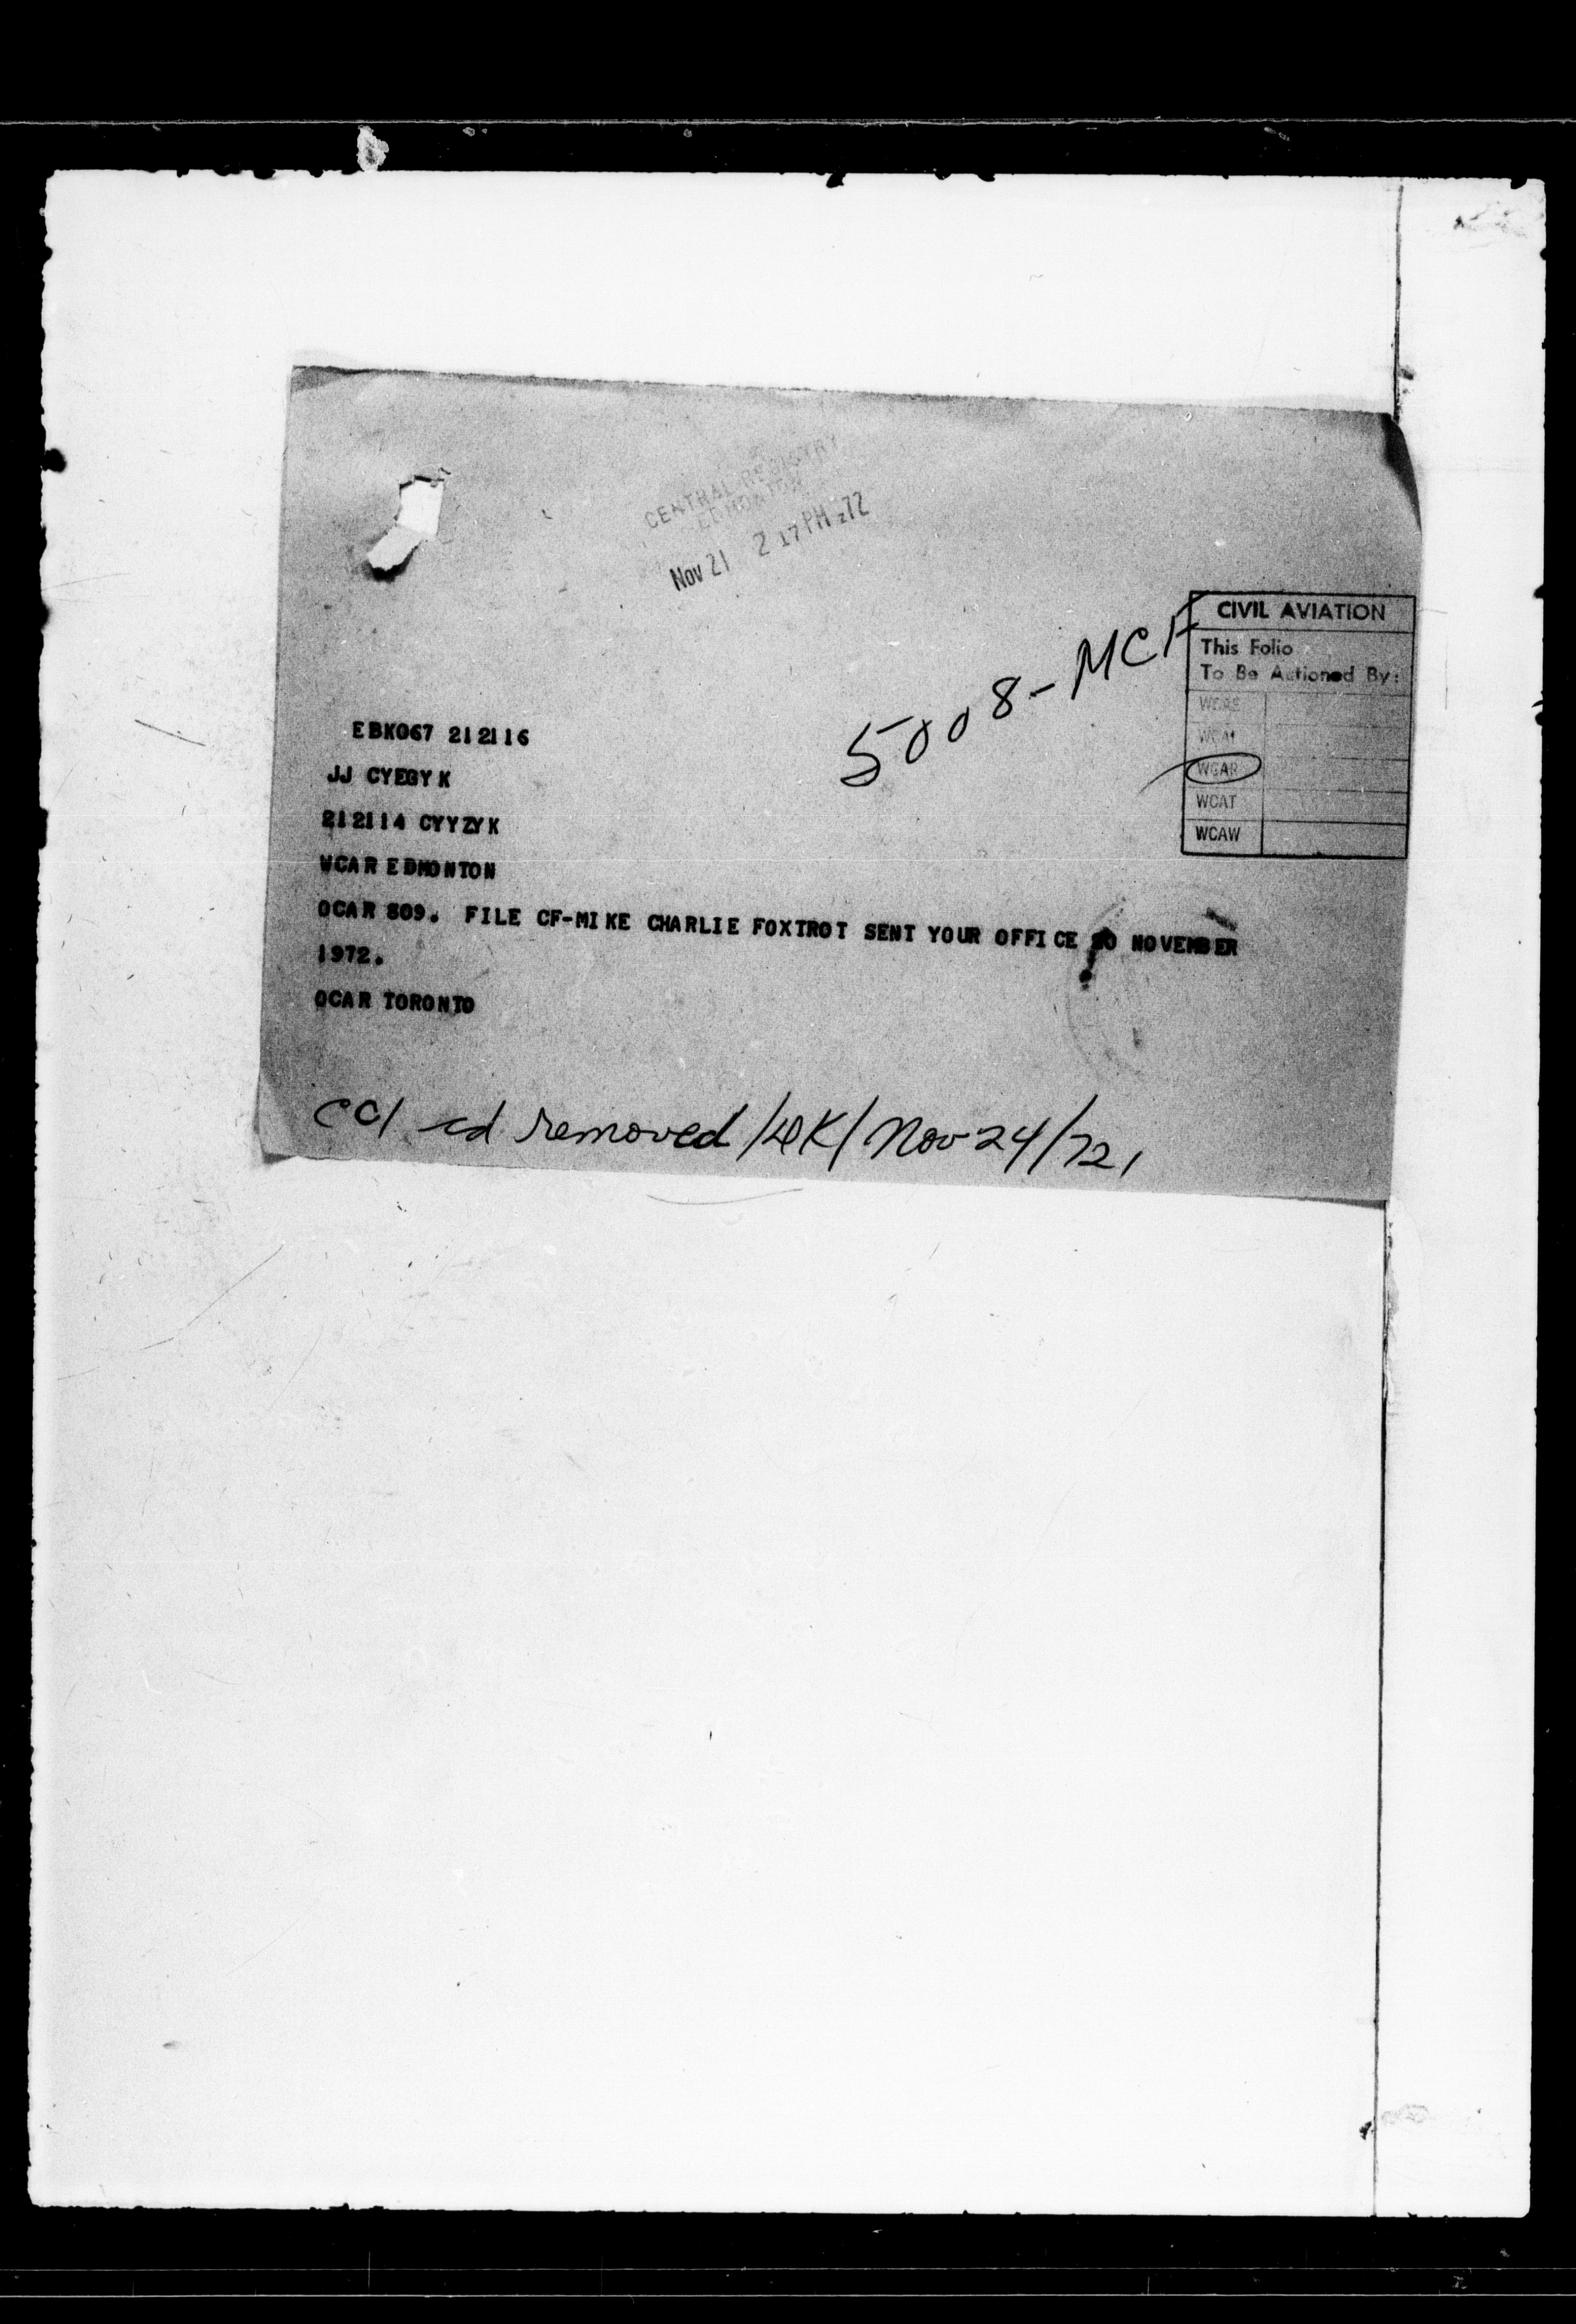 CENTRAL REGISTRY
EDMONTON
Nov 21 2 17 PM '72
5008-MCF
CIVIL AVIATION
This Folio
To Be Actioned By:
WCAI
WCAR
WCAT
WCAW
EBK067 212116
JJ CYEGYK
212114 CYYZYK
WCAR EDMONTON
OCAR 809. FILE CF-MIKE CHARLIE FOXTROT SENT YOUR OFFICE 20 NOVEMBER
1972.
OCAR TORONTO
cd removed / Nov 24/72